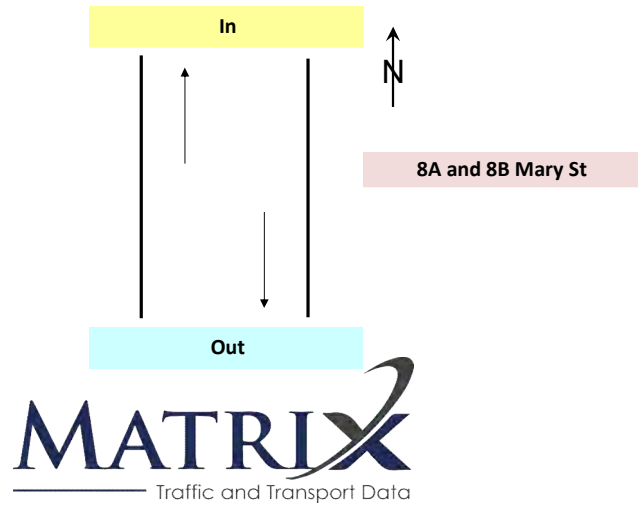 In
N
8A and 8B Mary St
Out
MATRIX
Traffic and Transport Data